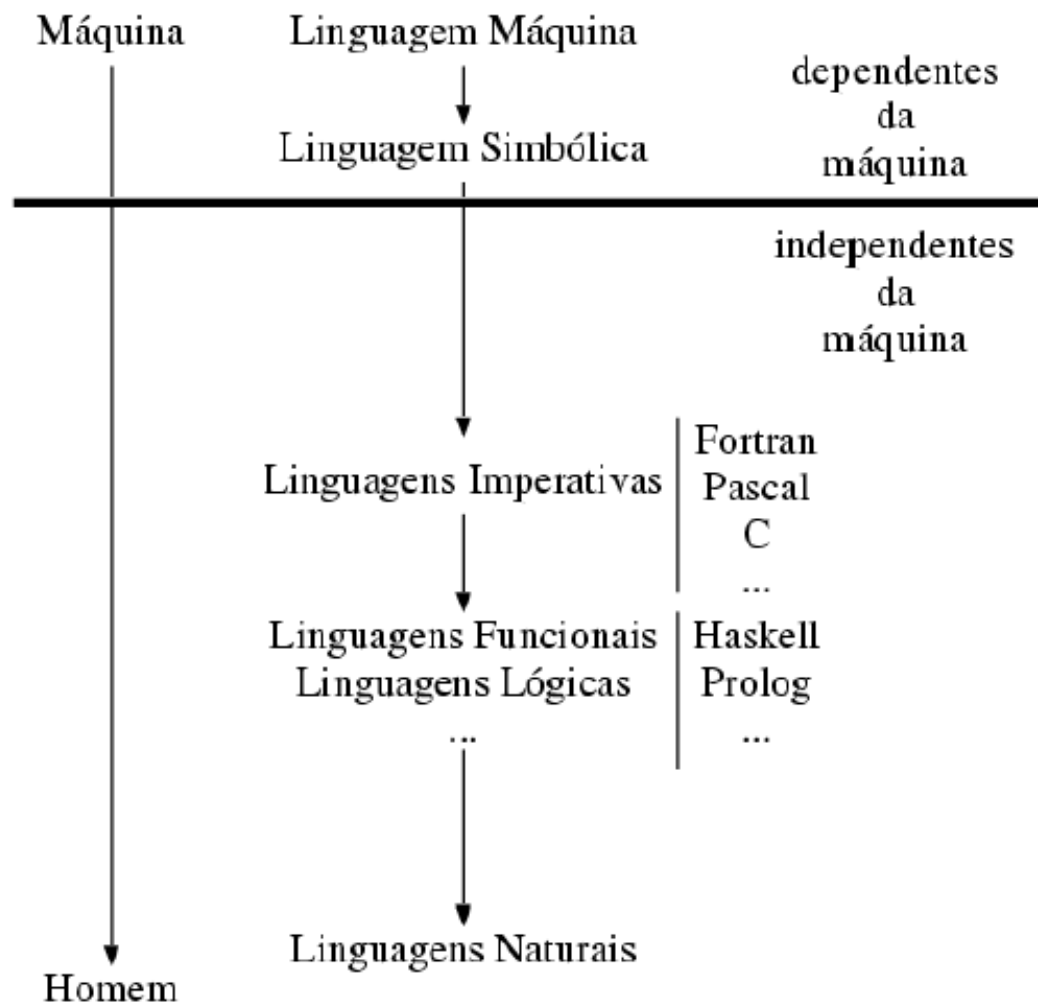 Máquina
Linguagem Máquina
dependentes
da
máquina
Linguagem Simbólica
independentes
da
máquina
Linguagens Imperativas
Fortran
Pascal
C
...
Linguagens Funcionais
Linguagens Lógicas
...
Haskell
Prolog
...
Linguagens Naturais
Homem